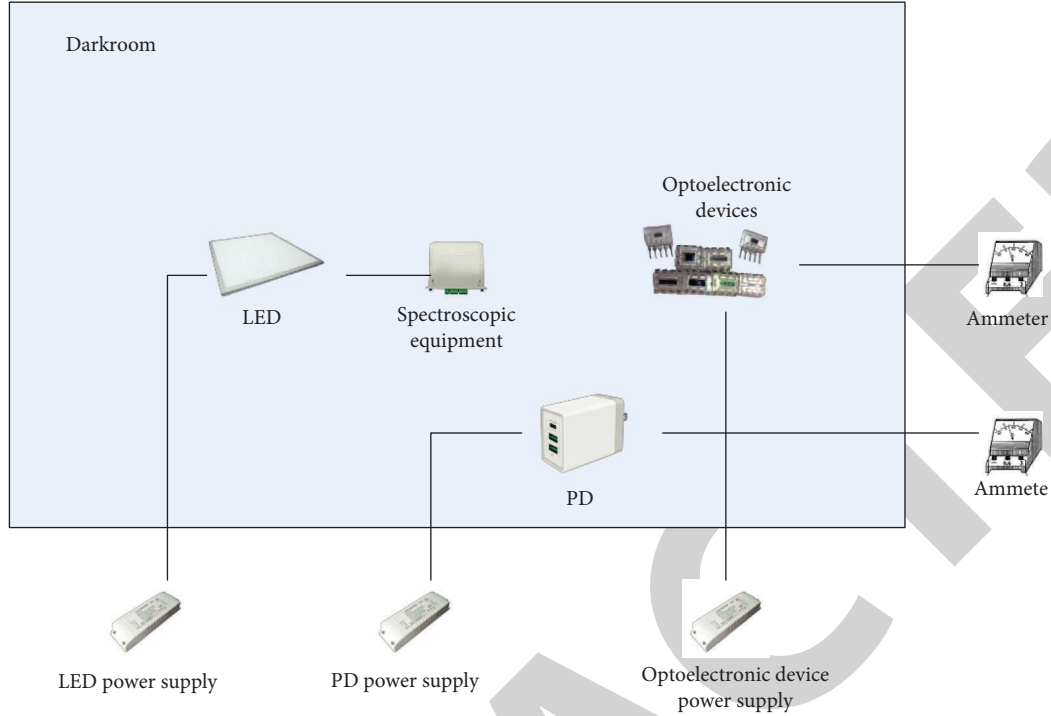 Darkroom
Optoelectronic
devices
LED
Spectroscopic
equipment
Ammeter
PD
Ammete
LED power supply
PD power supply
Optoelectronic device
power supply